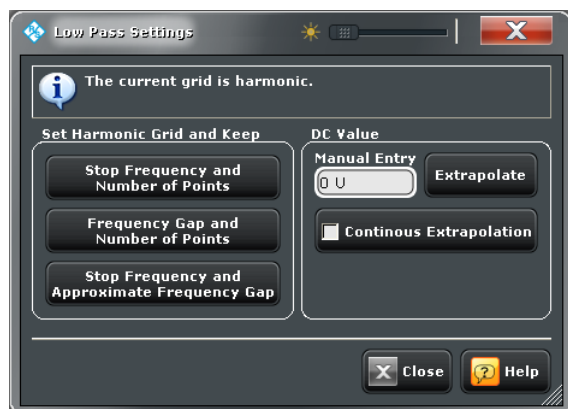 Low Pass Settings
The current grid is harmonic.
Set Harmonic Grid and Keep
Stop Frequency and
Number of Points
Frequency Gap and
Number of Points
Stop Frequency and
Approximate Frequency Gap
DC Value
Manual Entry
0 U
Extrapolate
Continous Extrapolation
Close
Help